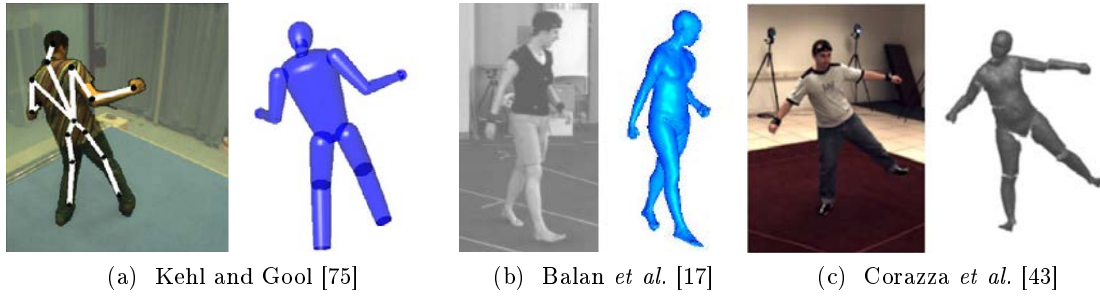 (a) Kehl and Gool [75]
(b) Balan et al. [17]
(c) Corazza et al. [43]